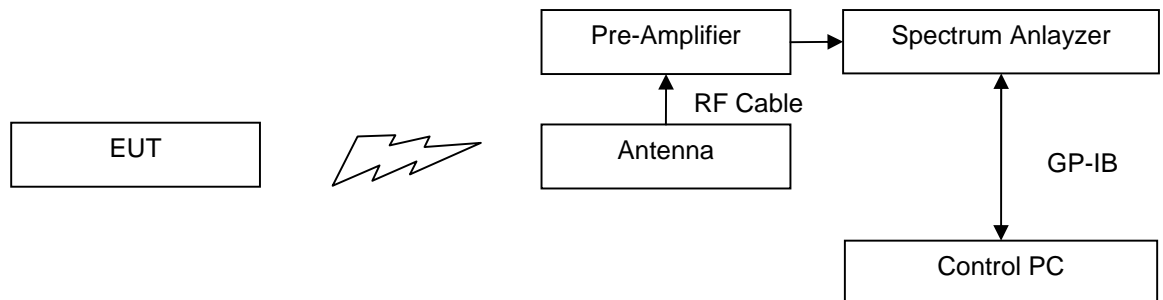 Pre-Amplifier
Spectrum Anlayzer
RF Cable
EUT
Antenna
GP-IB
Control PC